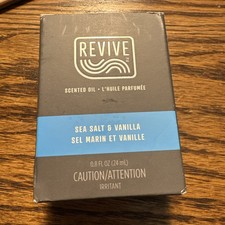 REVIVE
SCENTED OIL • L'HUILE PARFUMÉE
SEA SALT & VANILLA
SEL MARIN ET VANILLE
0.8 FL OZ (24 mL)
CAUTION/ATTENTION
IRRITANT